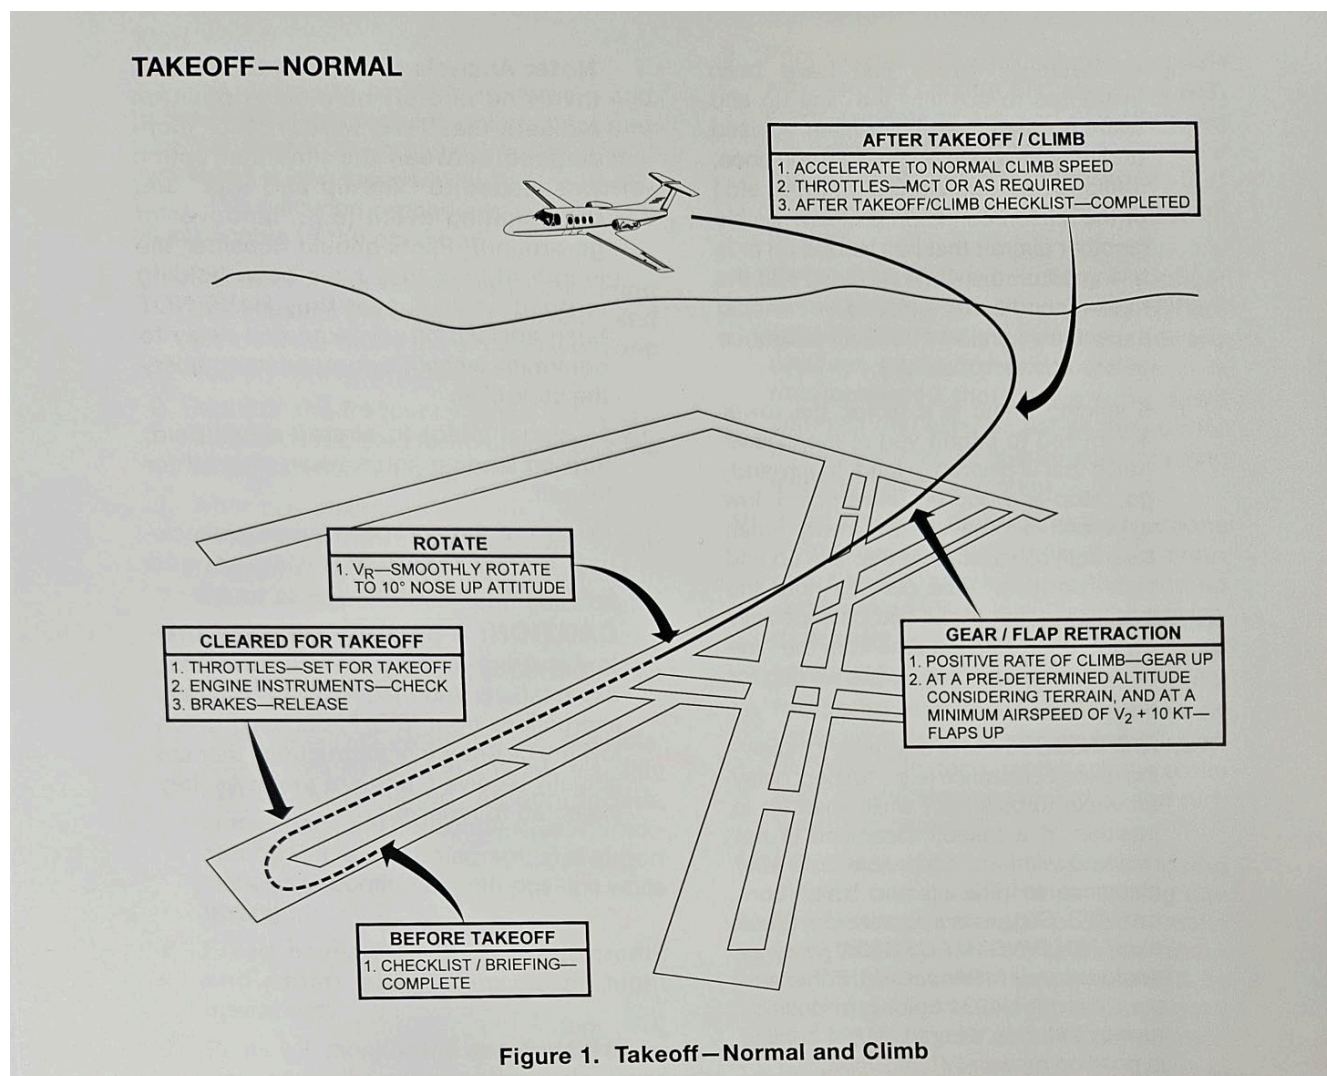 TAKEOFF—NORMAL
AFTER TAKEOFF / CLIMB
1. ACCELERATE TO NORMAL CLIMB SPEED
2. THROTTLES—MCT OR AS REQUIRED
3. AFTER TAKEOFF/CLIMB CHECKLIST—COMPLETED
ROTATE
1. VR—SMOOTHLY ROTATE
TO 10° NOSE UP ATTITUDE
CLEARED FOR TAKEOFF
1. THROTTLES—SET FOR TAKEOFF
2. ENGINE INSTRUMENTS—CHECK
3. BRAKES—RELEASE
GEAR / FLAP RETRACTION
1. POSITIVE RATE OF CLIMB—GEAR UP
2. AT A PRE-DETERMINED ALTITUDE
CONSIDERING TERRAIN, AND AT A
MINIMUM AIRSPEED OF V2 + 10 KT—
FLAPS UP
BEFORE TAKEOFF
1. CHECKLIST / BRIEFING—
COMPLETE
Figure 1. Takeoff—Normal and Climb